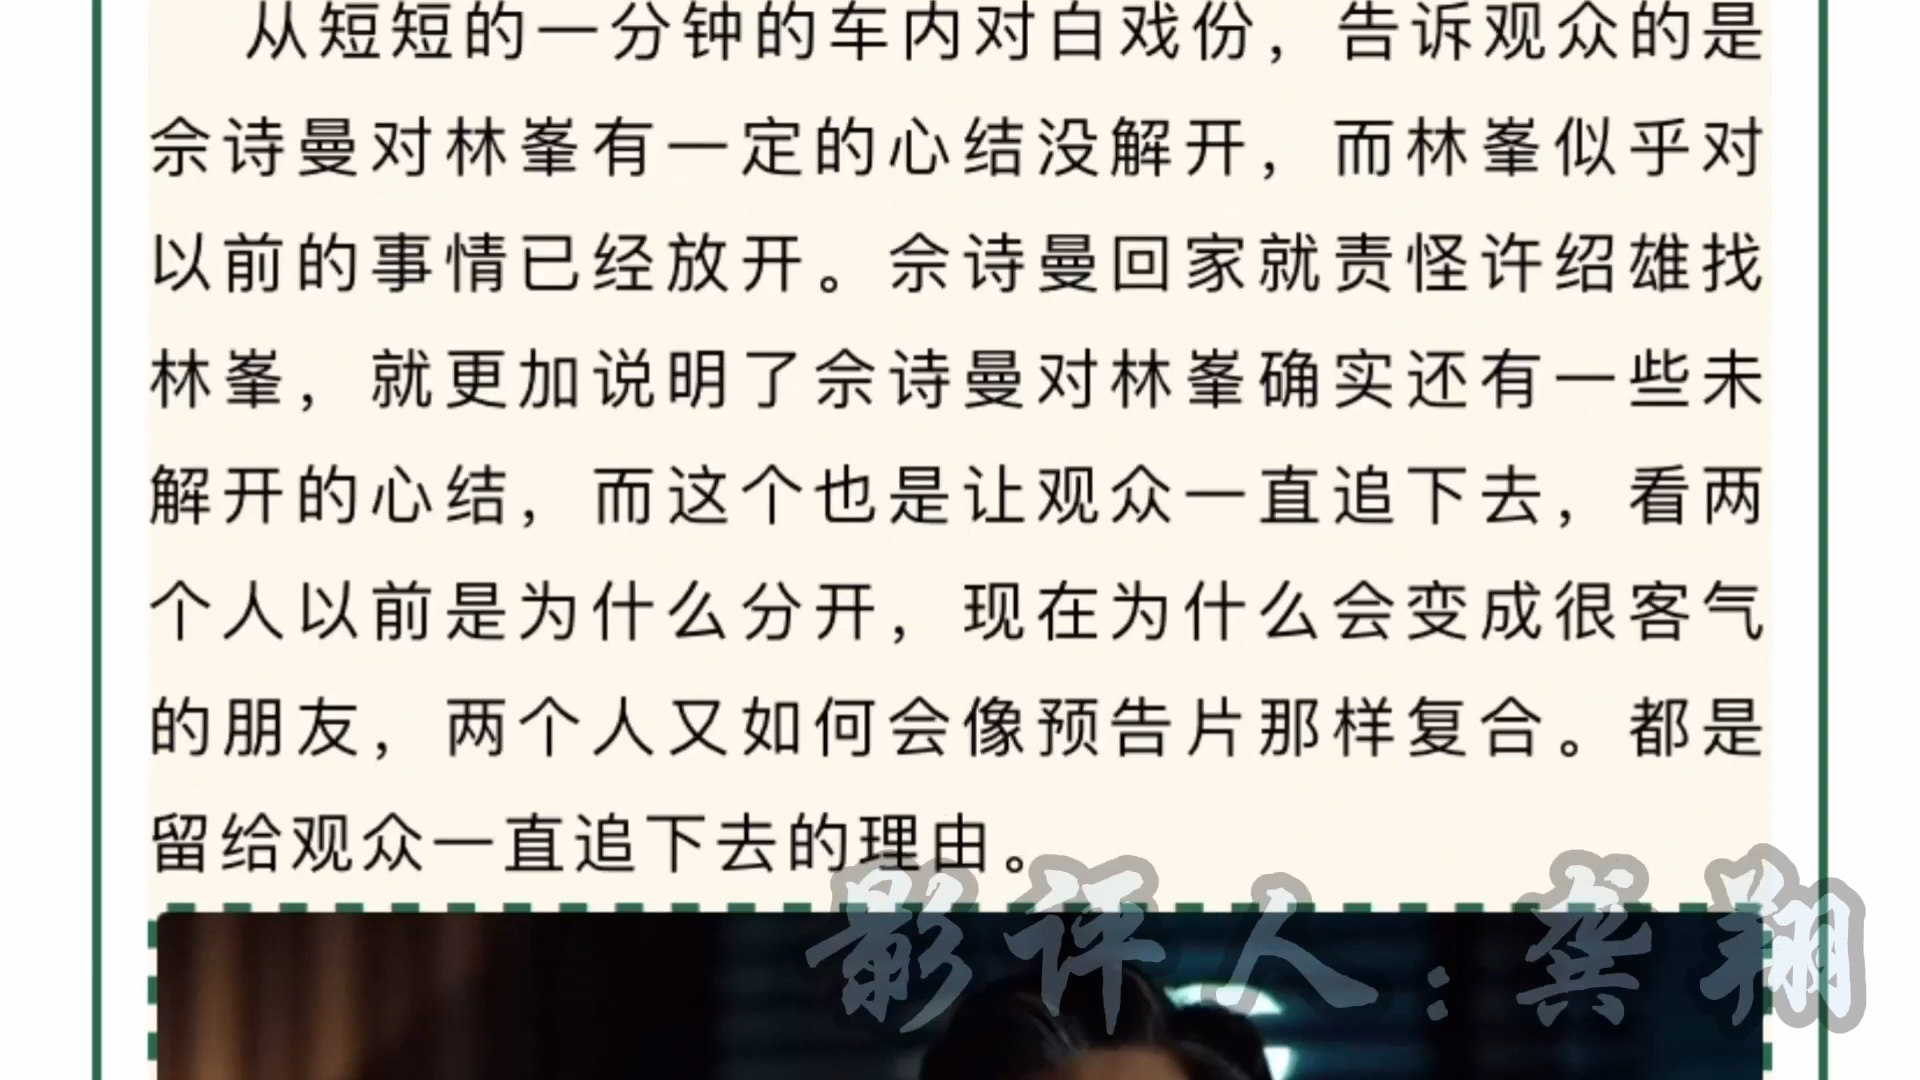 从短短的一分钟的车内对白戏份，告诉观众的是
佘诗曼对林峯有一定的心结没解开，而林峯似乎对
以前的事情已经放开。佘诗曼回家就责怪许绍雄找
林峯，就更加说明了佘诗曼对林峯确实还有一些未
解开的心结，而这个也是让观众一直追下去，看两
个人以前是为什么分开，现在为什么会变成很客气
的朋友，两个人又如何会像预告片那样复合。都是
留给观众一直追下去的理由。
影评人：龚翔